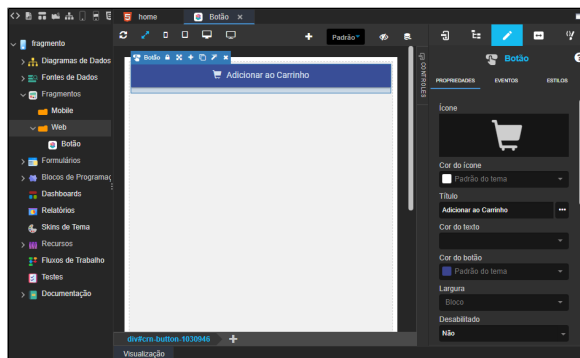 home
Botão ×
fragmento
Diagramas de Dados
Fontes de Dados
Fragmentos
Mobile
Web
Botão
Formulários
Blocos de Programaç
Dashboards
Relatórios
Skins de Tema
Recursos
Fluxos de Trabalho
Testes
Documentação
Padrão
Botão
Adicionar ao Carrinho
div#crn-button-1030946
Visualização
CONTROLES
Botão
PROPRIEDADES EVENTOS ESTILOS
Ícone
Cor do ícone
Padrão do tema
Título
Adicionar ao Carrinho
Cor do texto
Cor do botão
Padrão do tema
Largura
Bloco
Desabilitado
Não